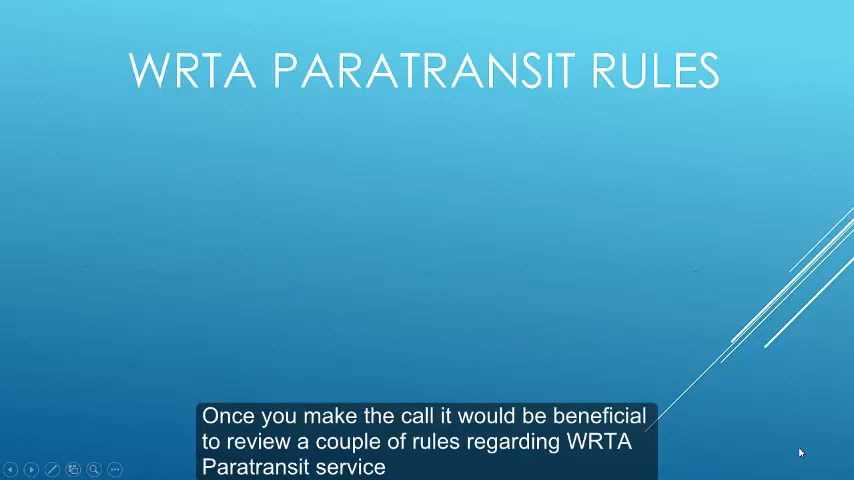 WRTA PARATRANSIT RULES
Once you make the call it would be beneficial
to review a couple of rules regarding WRTA
Paratransit service